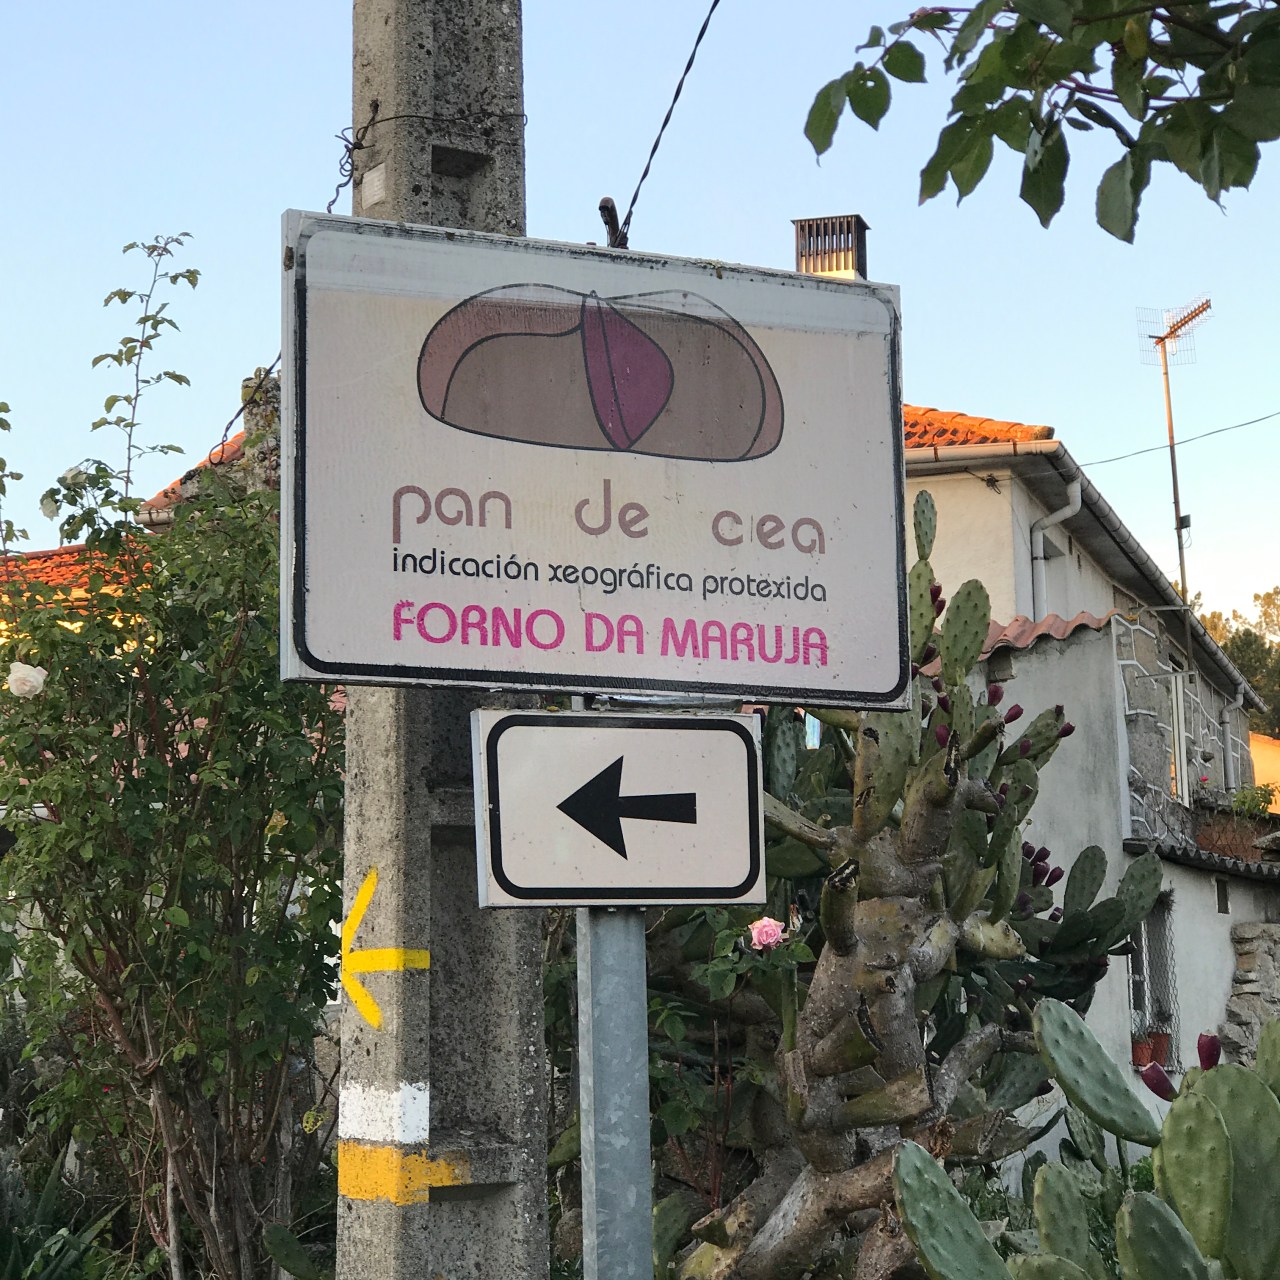 pan de cea
indicación xeográfica protexida
FORNO DA MARUJA